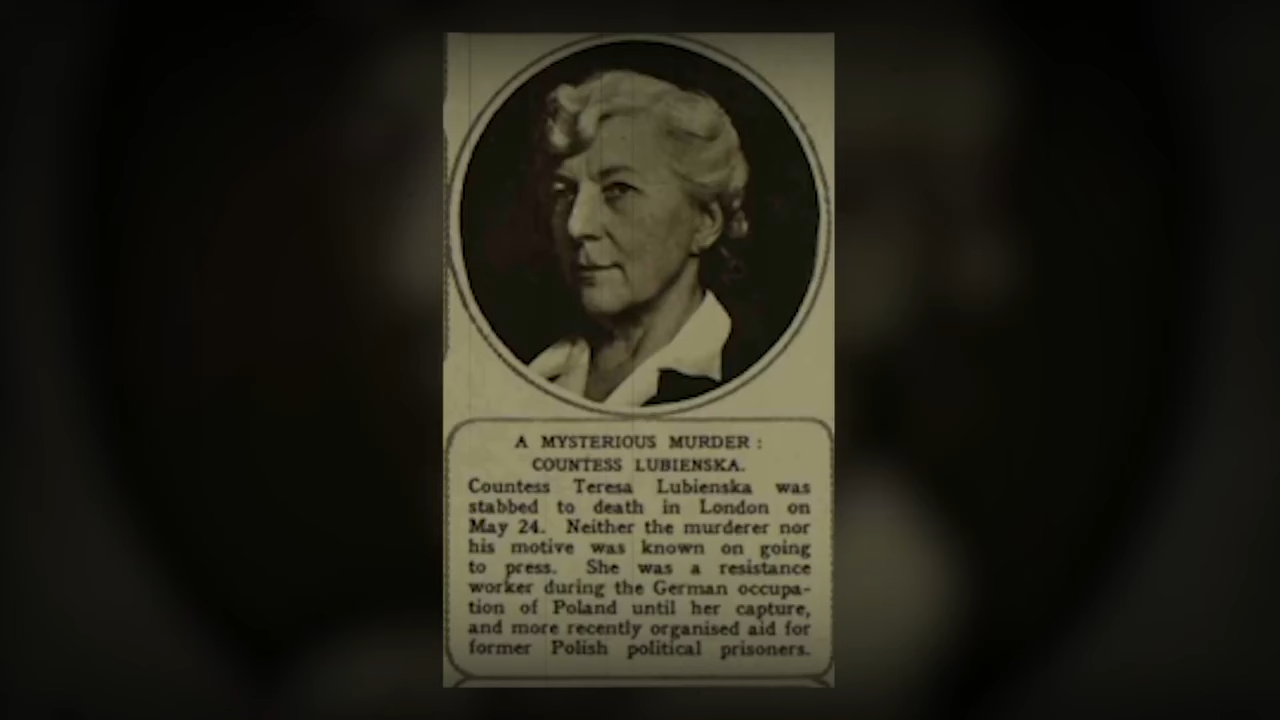 A MYSTERIOUS MURDER :
COUNTESS LUBIENSKA.
Countess Teresa Lubienska was
stabbed to death in London on
May 24. Neither the murderer nor
his motive was known on going
to press. She was a resistance
worker during the German occupa-
tion of Poland until her capture,
and more recently organised aid for
former Polish political prisoners.